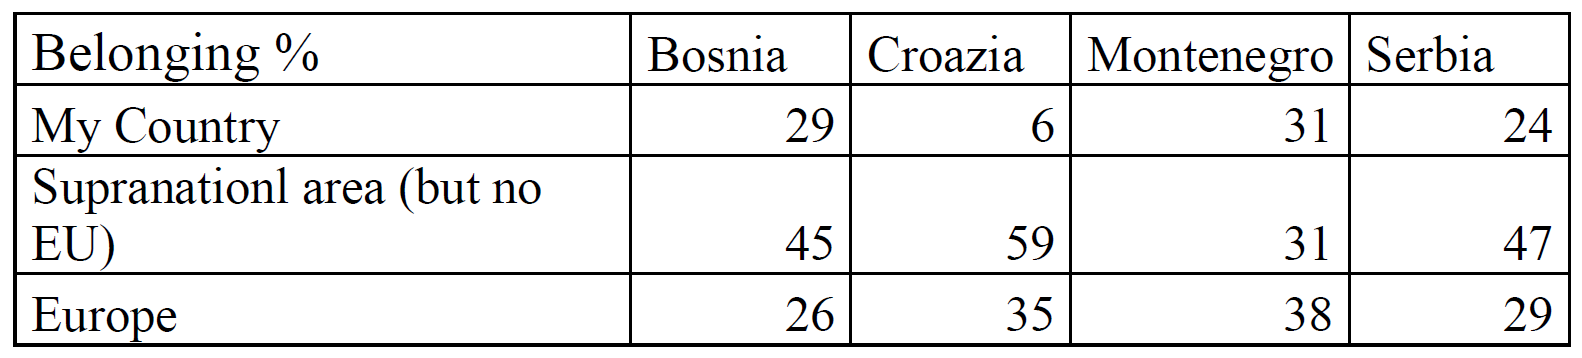 Belonging % Bosnia Croazia Montenegro Serbia
My Country 29 6 31 24
Supranationl area (but no
EU) 45 59 31 47
Europe 26 35 38 29